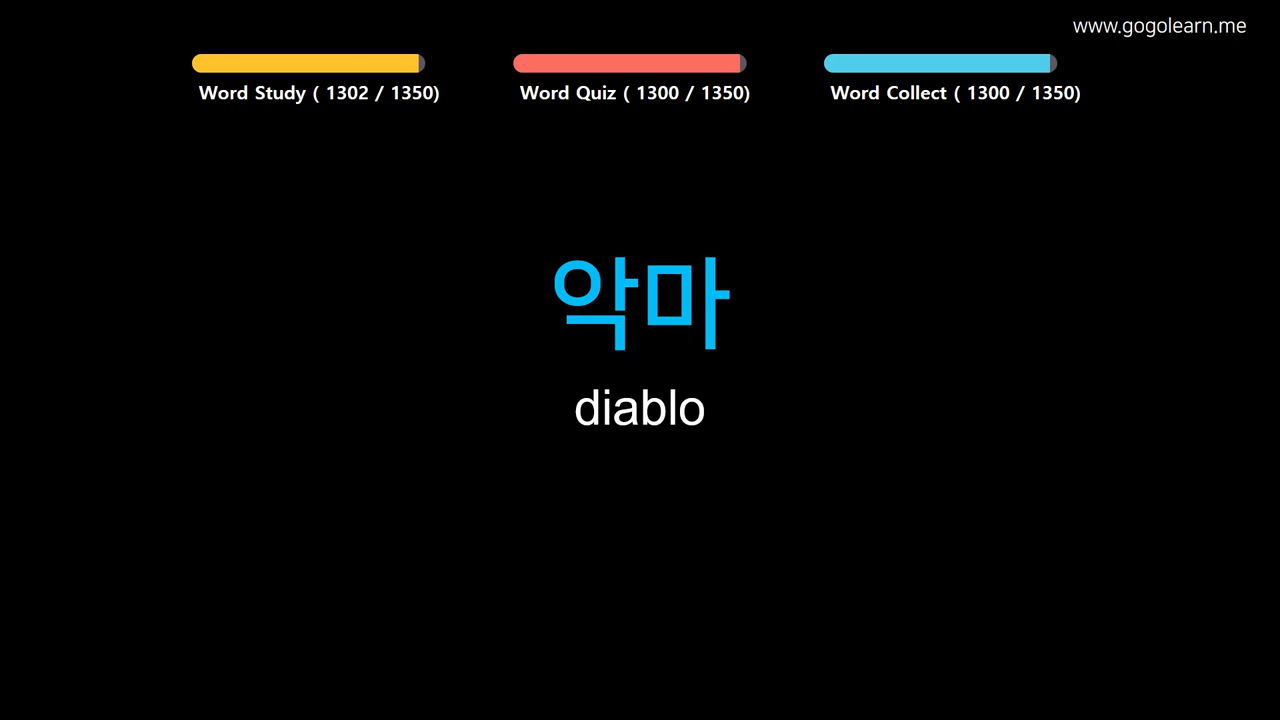 www.gogolearn.me
Word Study ( 1302 / 1350)
Word Quiz ( 1300 / 1350)
Word Collect ( 1300 / 1350)
악마
diablo